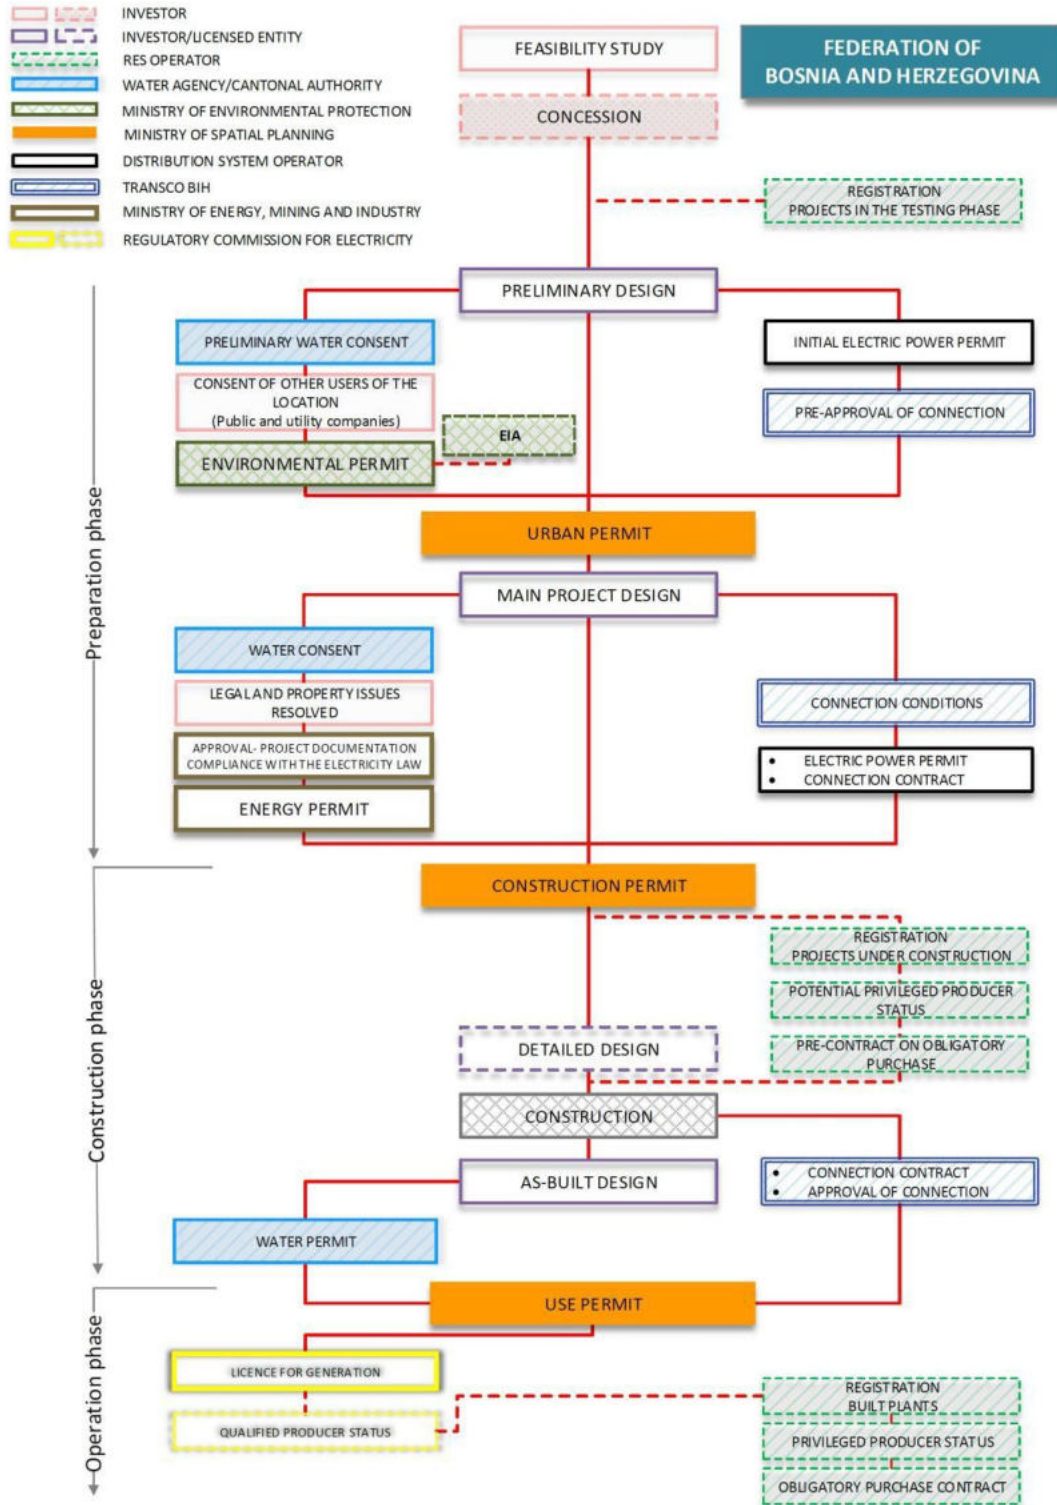 INVESTOR
INVESTOR/LICENSED ENTITY
RES OPERATOR
WATER AGENCY/CANTONAL AUTHORITY
MINISTRY OF ENVIRONMENTAL PROTECTION
MINISTRY OF SPATIAL PLANNING
DISTRIBUTION SYSTEM OPERATOR
TRANSCO BIH
MINISTRY OF ENERGY, MINING AND INDUSTRY
REGULATORY COMMISSION FOR ELECTRICITY
FEDERATION OF
BOSNIA AND HERZEGOVINA
FEASIBILITY STUDY
CONCESSION
REGISTRATION
PROJECTS IN THE TESTING PHASE
Preparation phase
PRELIMINARY DESIGN
PRELIMINARY WATER CONSENT
CONSENT OF OTHER USERS OF THE
LOCATION
(Public and utility companies)
ENVIRONMENTAL PERMIT
EIA
INITIAL ELECTRIC POWER PERMIT
PRE-APPROVAL OF CONNECTION
URBAN PERMIT
MAIN PROJECT DESIGN
WATER CONSENT
LEGAL AND PROPERTY ISSUES
RESOLVED
APPROVAL- PROJECT DOCUMENTATION
COMPLIANCE WITH THE ELECTRICITY LAW
ENERGY PERMIT
CONNECTION CONDITIONS
• ELECTRIC POWER PERMIT
• CONNECTION CONTRACT
Construction phase
CONSTRUCTION PERMIT
REGISTRATION
PROJECTS UNDER CONSTRUCTION
POTENTIAL PRIVILEGED PRODUCER
STATUS
PRE-CONTRACT ON OBLIGATORY
PURCHASE
DETAILED DESIGN
CONSTRUCTION
AS-BUILT DESIGN
• CONNECTION CONTRACT
• APPROVAL OF CONNECTION
WATER PERMIT
Operation phase
USE PERMIT
LICENCE FOR GENERATION
QUALIFIED PRODUCER STATUS
REGISTRATION
BUILT PLANTS
PRIVILEGED PRODUCER STATUS
OBLIGATORY PURCHASE CONTRACT